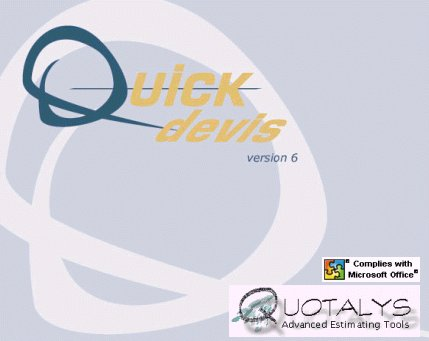 QUICK
devis
version 6
Complies with
Microsoft Office®
QUOTALYS
Advanced Estimating Tools